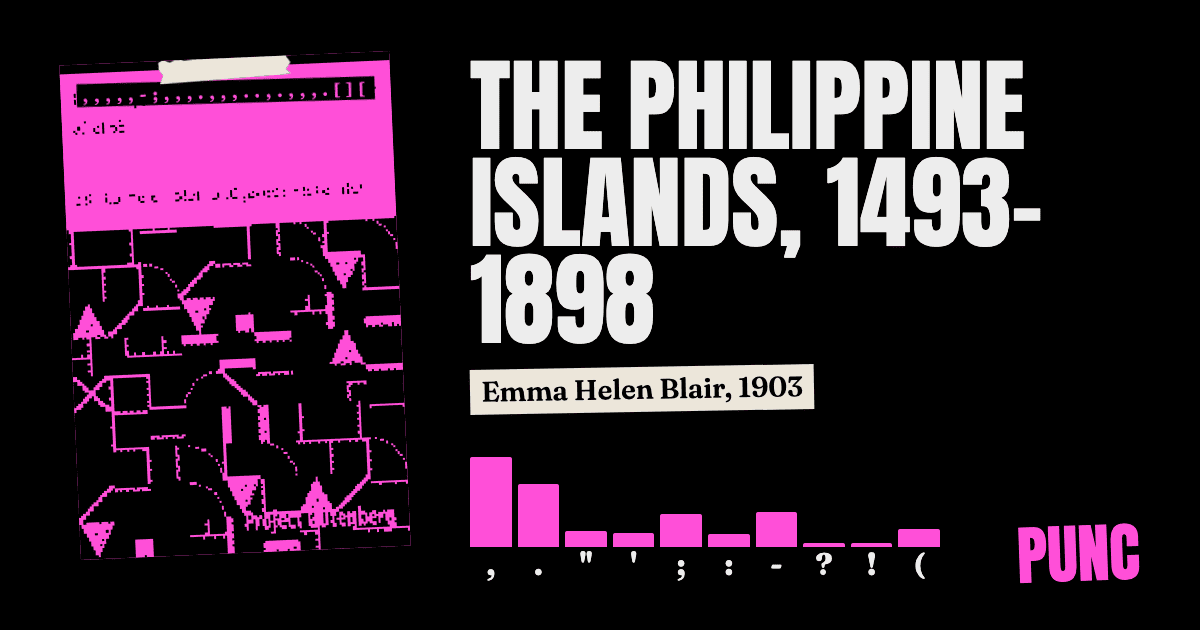 ,,,,,-;,,,.,,,..,.,,,.[][
Project Gutenberg
THE PHILIPPINE
ISLANDS, 1493-
1898
Emma Helen Blair, 1903
, . " ' ; : - ? ! (
PUNC